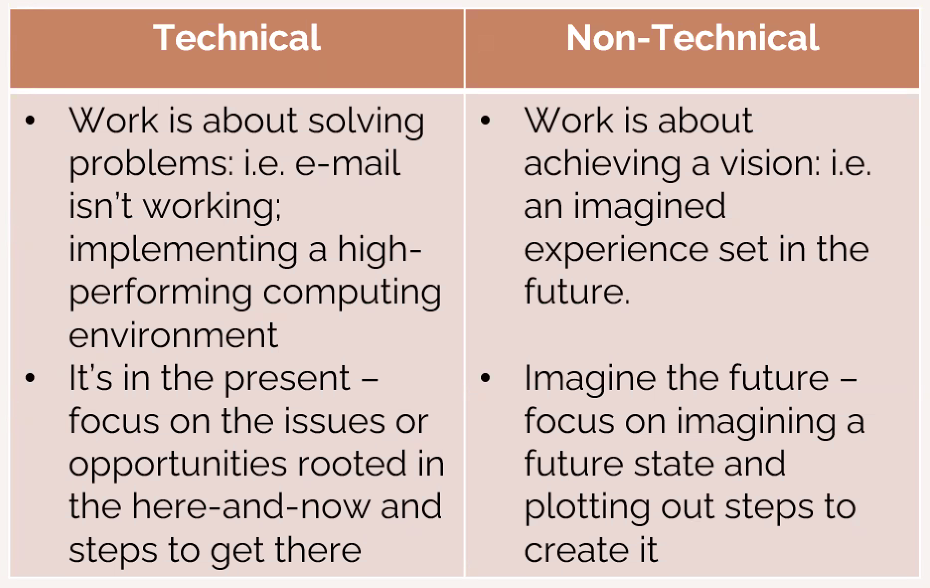 Technical
Non-Technical
• Work is about solving
problems: i.e. e-mail
isn't working;
implementing a high-
performing computing
environment
• It's in the present –
focus on the issues or
opportunities rooted in
the here-and-now and
steps to get there
• Work is about
achieving a vision: i.e.
an imagined
experience set in the
future.
• Imagine the future –
focus on imagining a
future state and
plotting out steps to
create it